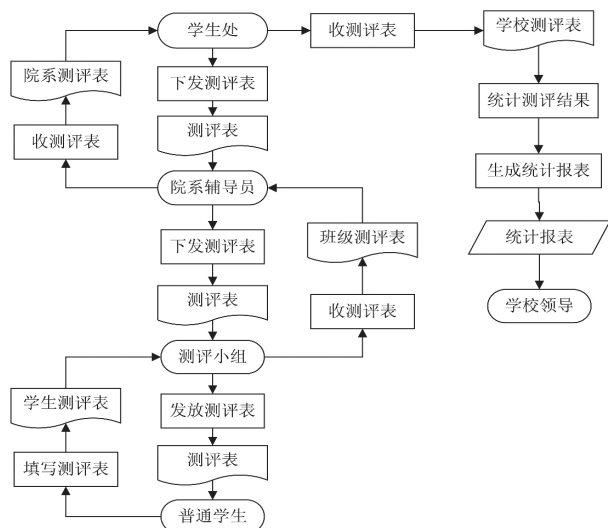 学生处
收测评表
学校测评表
院系测评表
下发测评表
统计测评结果
收测评表
测评表
生成统计报表
院系辅导员
下发测评表
班级测评表
统计报表
测评表
收测评表
学校领导
测评小组
学生测评表
发放测评表
填写测评表
测评表
普通学生